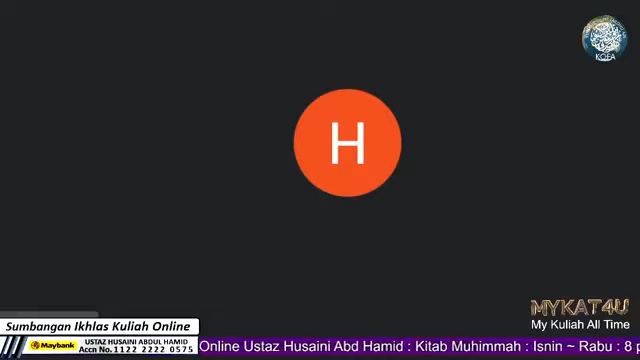 KQFA
H
MYKAT4U
My Kuliah All Time
Sumbangan Ikhlas Kuliah Online
Maybank
USTAZ HUSAINI ABDUL HAMID
Accn No. 1122 2222 0575
Online Ustaz Husaini Abd Hamid : Kitab Muhimmah : Isnin ~ Rabu : 8 p